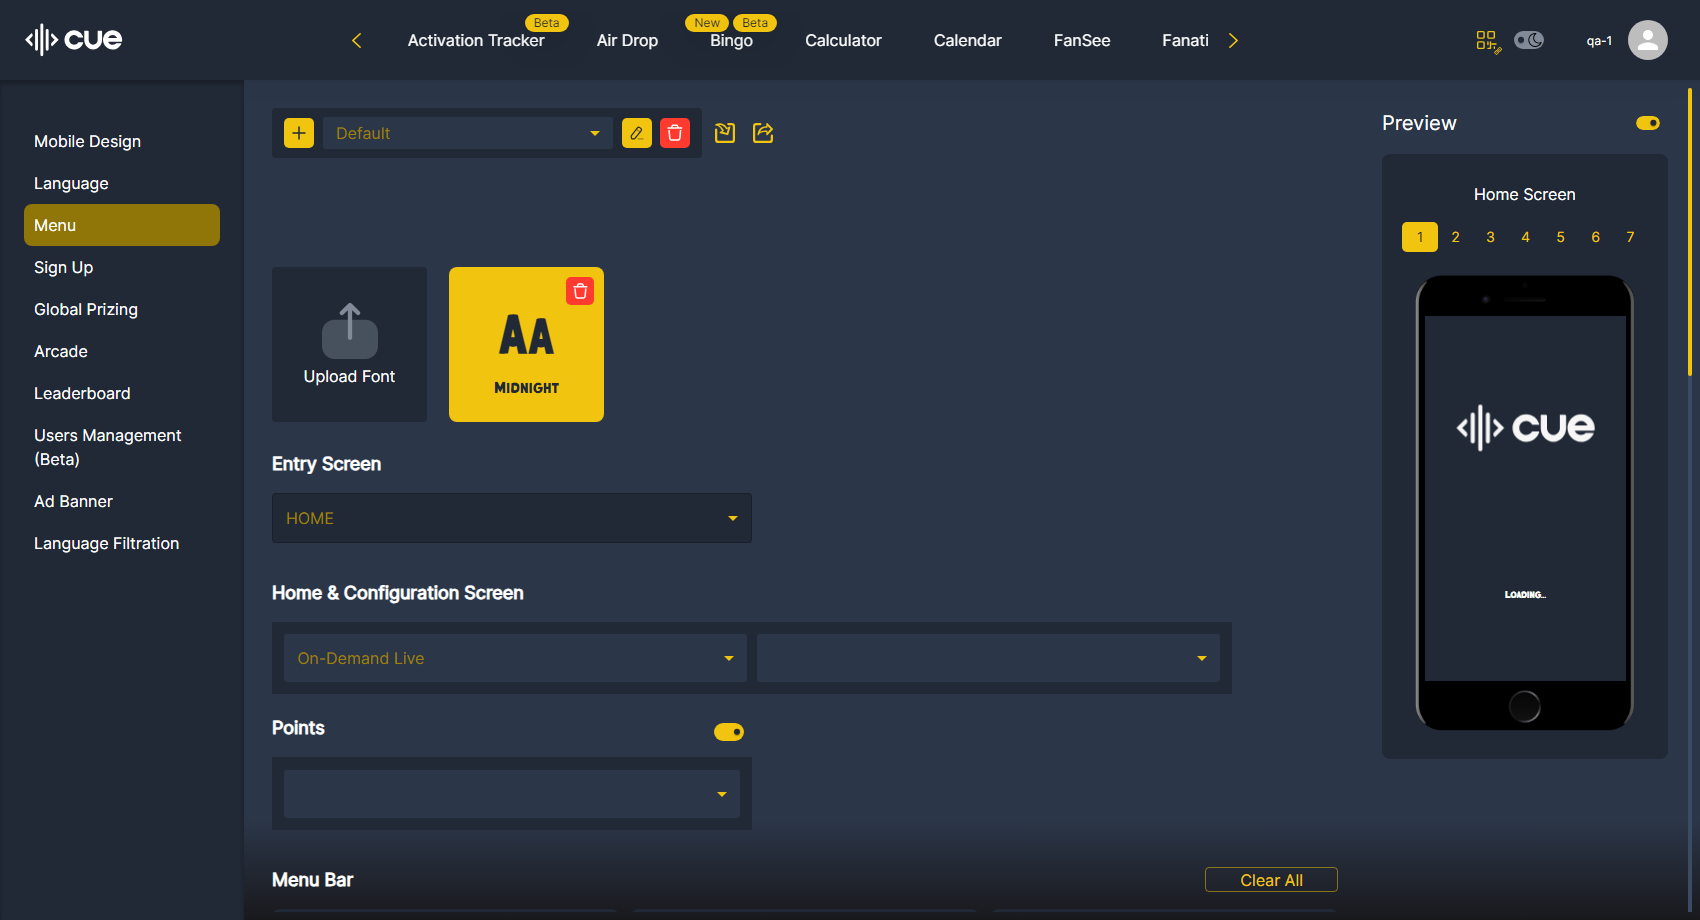 cue
Beta
New
Beta
Activation Tracker
Air Drop
Bingo
Calculator
Calendar
FanSee
Fanati
qa-1
Mobile Design
Language
Menu
Sign Up
Global Prizing
Arcade
Leaderboard
Users Management
(Beta)
Ad Banner
Language Filtration
Default
Upload Font
AA
MIDNIGHT
Entry Screen
HOME
Home & Configuration Screen
On-Demand Live
Points
Menu Bar
Clear All
Preview
Home Screen
1 2 3 4 5 6 7
cue
LOADING...